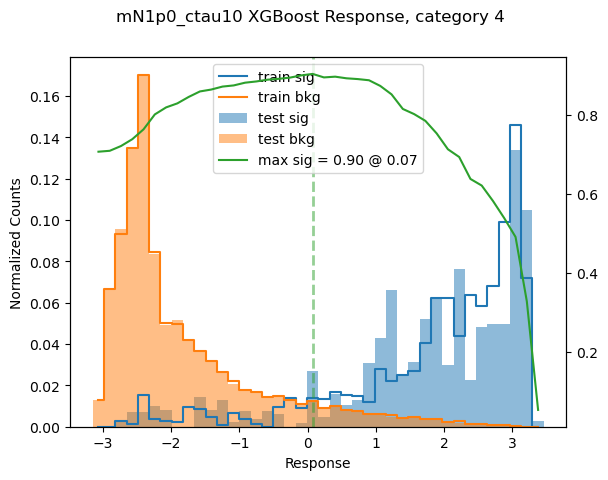 mN1p0_ctau10 XGBoost Response, category 4
train sig
train bkg
test sig
test bkg
max sig = 0.90 @ 0.07
Normalized Counts
0.16
0.14
0.12
0.10
0.08
0.06
0.04
0.02
0.00
0.8
0.6
0.4
0.2
−3 −2 −1 0 1 2 3
Response